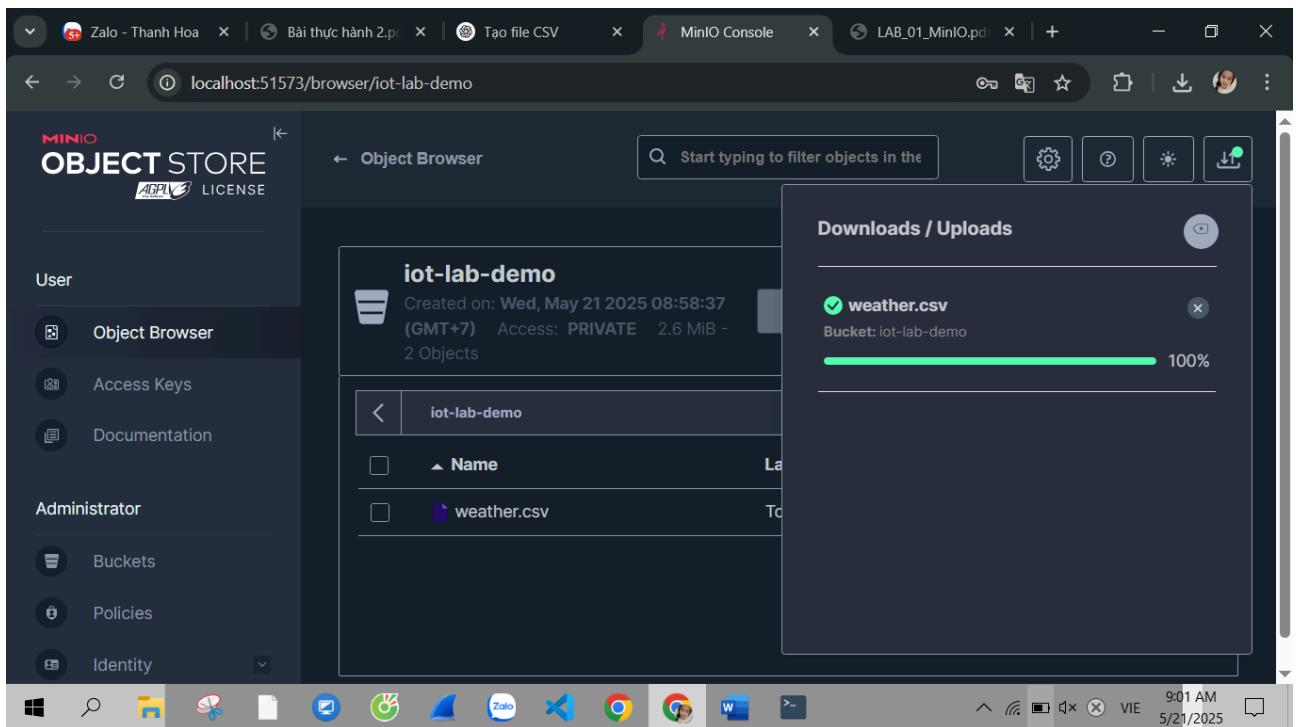 Zalo - Thanh Hoa
Bài thực hành 2.p
Tạo file CSV
MinIO Console
LAB_01_MinIO.pd
localhost:51573/browser/iot-lab-demo
MINIO
OBJECT STORE
AGPLV3 LICENSE
Object Browser
Start typing to filter objects in the
Downloads / Uploads
weather.csv
Bucket: iot-lab-demo
100%
User
Object Browser
Access Keys
Documentation
Administrator
Buckets
Policies
Identity
iot-lab-demo
Created on: Wed, May 21 2025 08:58:37
(GMT+7) Access: PRIVATE 2.6 MiB -
2 Objects
iot-lab-demo
Name
La
weather.csv
To
Zalo
VIE
9:01 AM
5/21/2025